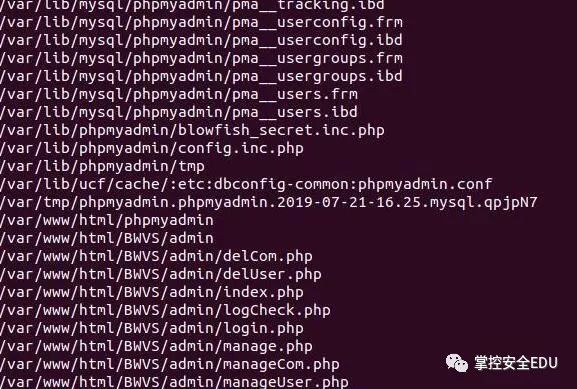 /var/lib/mysql/phpmyadmin/pma__tracking.ibd
/var/lib/mysql/phpmyadmin/pma__userconfig.frm
/var/lib/mysql/phpmyadmin/pma__userconfig.ibd
/var/lib/mysql/phpmyadmin/pma__usergroups.frm
/var/lib/mysql/phpmyadmin/pma__usergroups.ibd
/var/lib/mysql/phpmyadmin/pma__users.frm
/var/lib/mysql/phpmyadmin/pma__users.ibd
/var/lib/phpmyadmin/blowfish_secret.inc.php
/var/lib/phpmyadmin/config.inc.php
/var/lib/phpmyadmin/tmp
/var/lib/ucf/cache/:etc:dbconfig-common:phpmyadmin.conf
/var/tmp/phpmyadmin.phpmyadmin.2019-07-21-16.25.mysql.qpjpN7
/var/www/html/phpmyadmin
/var/www/html/BWVS/admin
/var/www/html/BWVS/admin/delCom.php
/var/www/html/BWVS/admin/delUser.php
/var/www/html/BWVS/admin/index.php
/var/www/html/BWVS/admin/logCheck.php
/var/www/html/BWVS/admin/login.php
/var/www/html/BWVS/admin/manage.php
/var/www/html/BWVS/admin/manageCom.php
/var/www/html/BWVS/admin/manageUser.php
掌控安全EDU